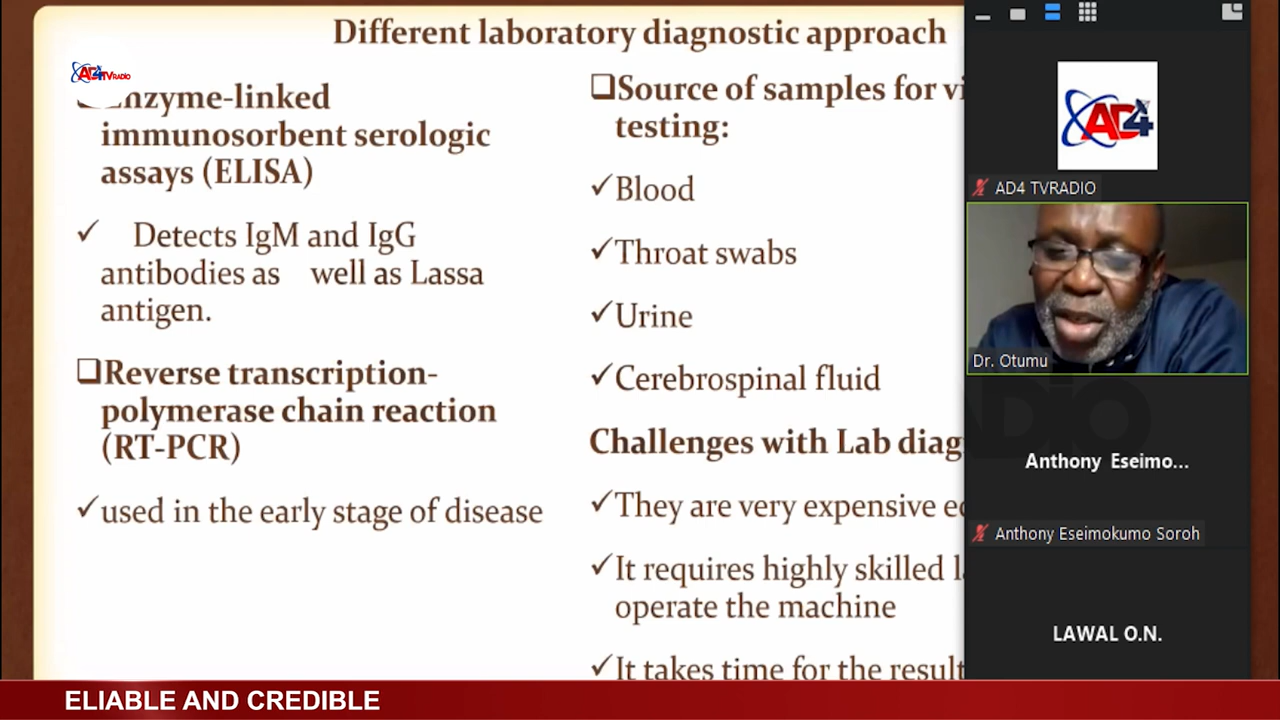 Different laboratory diagnostic approach
AD4 TVRADIO
Enzyme-linked
immunosorbent serologic
assays (ELISA)
✓ Detects IgM and IgG
antibodies as well as Lassa
antigen.
❑Reverse transcription-
polymerase chain reaction
(RT-PCR)
✓used in the early stage of disease
❑Source of samples for
testing:
✓Blood
✓Throat swabs
✓Urine
✓Cerebrospinal fluid
Challenges with Lab
✓They are very expensive
✓It requires highly skilled
operate the machine
✓It takes time for the result
AD4
AD4 TVRADIO
Dr. Otumu
Anthony Eseimo...
Anthony Eseimokumo Soroh
LAWAL O.N.
ELIABLE AND CREDIBLE